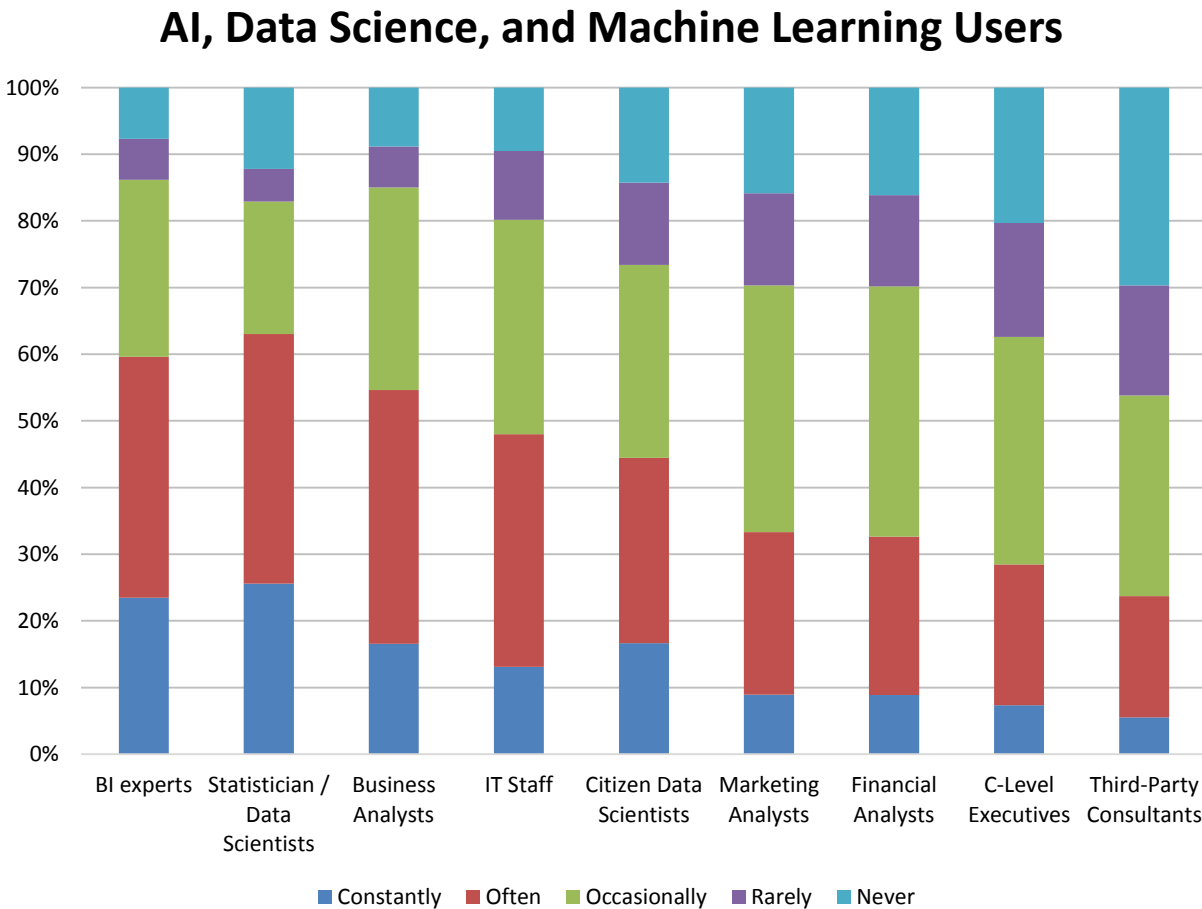 AI, Data Science, and Machine Learning Users
100%
90%
80%
70%
60%
50%
40%
30%
20%
10%
0%
BI experts
Statistician /
Data
Scientists
Business
Analysts
IT Staff
Citizen Data
Scientists
Marketing
Analysts
Financial
Analysts
C-Level
Executives
Third-Party
Consultants
Constantly
Often
Occasionally
Rarely
Never